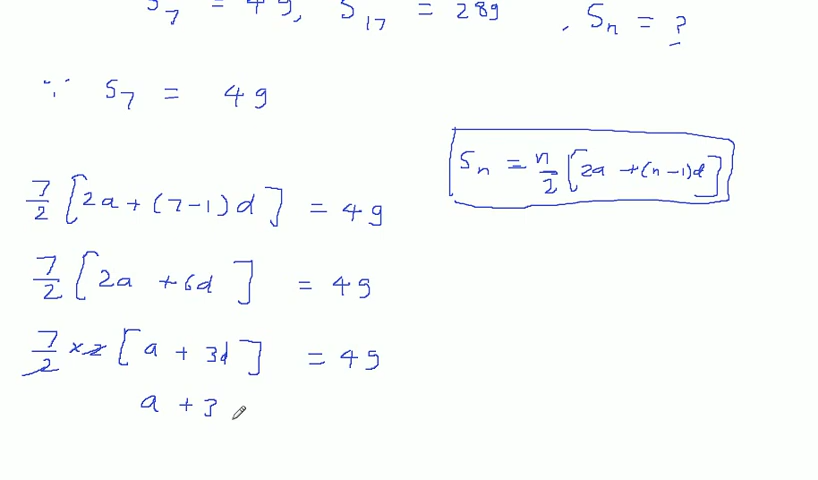 S₇ = 49, S₁₇ = 289, Sₙ = ?
∵ S₇ = 49
Sₙ = n/2 [2a + (n-1)d]
7/2 [2a + (7-1)d] = 49
7/2 [2a + 6d] = 49
7/2 × 2 [a + 3d] = 49
a + 3